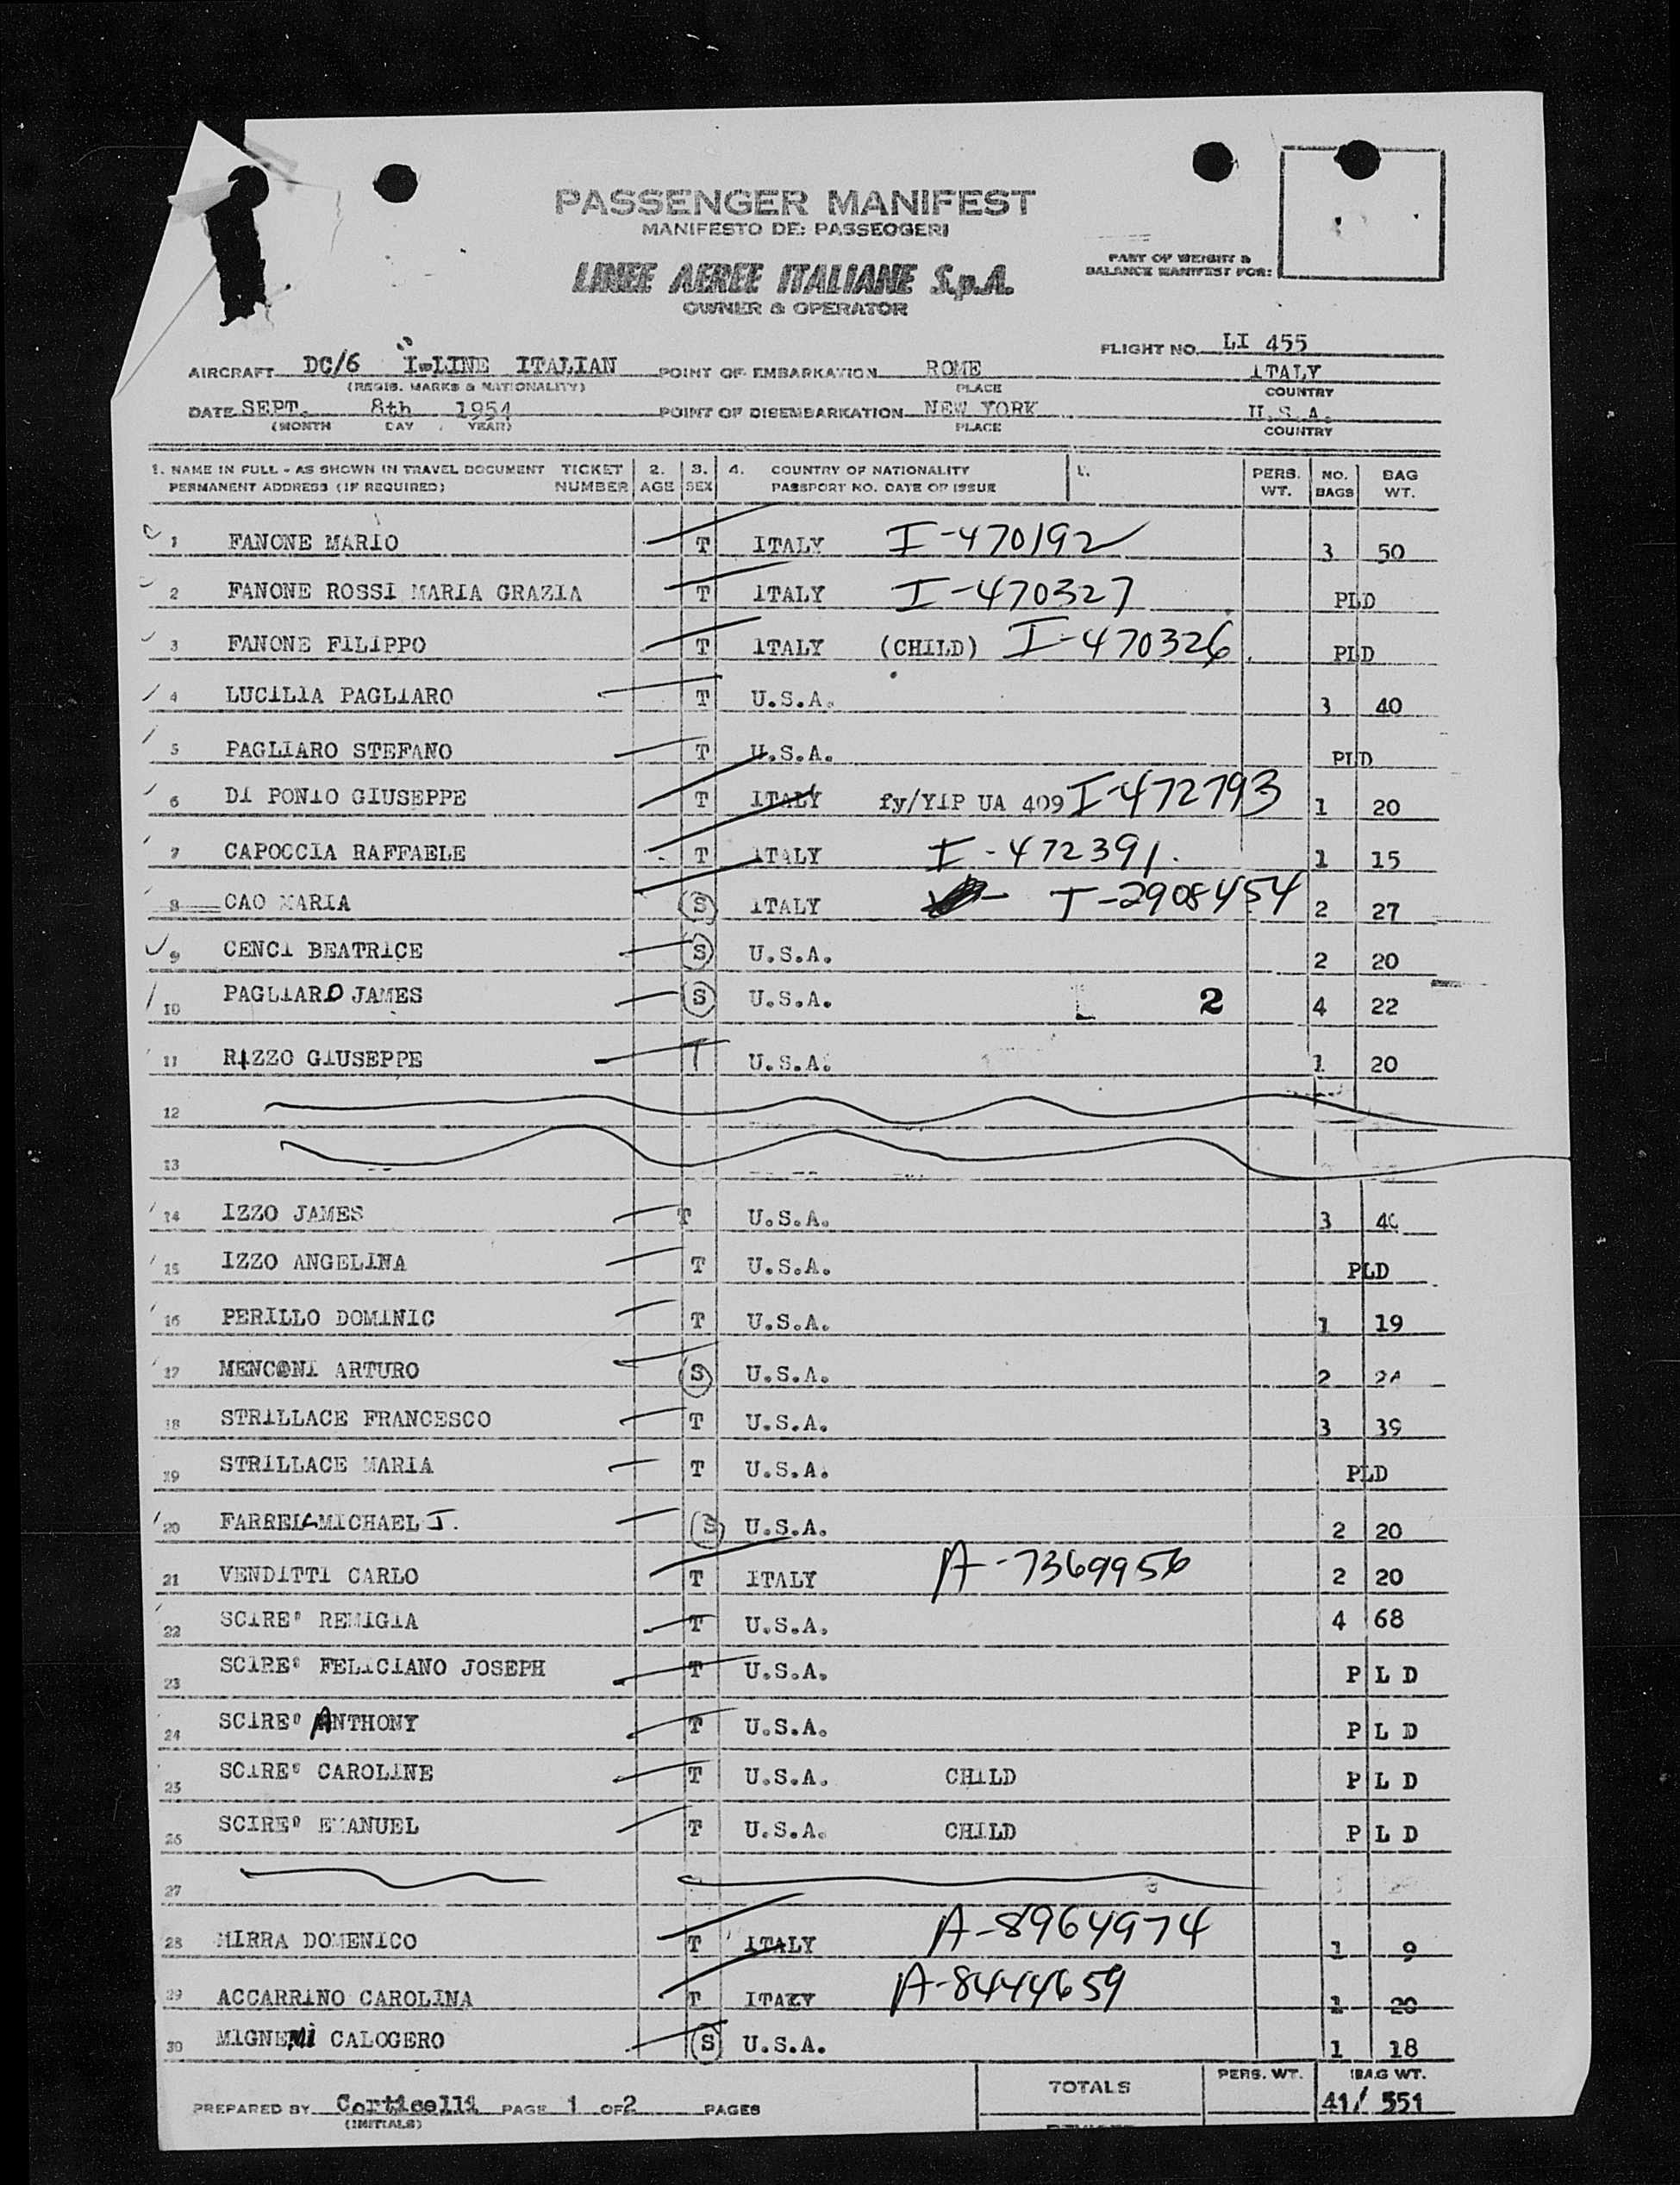 PASSENGER MANIFEST
MANIFESTO DE: PASSEOGERI
LINEE AEREE ITALIANE S.p.A.
OWNER & OPERATOR
PART OF WEIGHT &
BALANCE MANIFEST FOR:
FLIGHT NO. LI 455
AIRCRAFT DC/6 I-LINE ITALIAN POINT OF EMBARKATION ROME ITALY
(REGIS. MARKS & NATIONALITY) PLACE COUNTRY
DATE SEPT. 8th 1954 POINT OF DISEMBARKATION NEW YORK U.S.A.
(MONTH DAY YEAR) PLACE COUNTRY
1. NAME IN FULL - AS SHOWN IN TRAVEL DOCUMENT TICKET 2. 3. 4. COUNTRY OF NATIONALITY PERS. NO. BAG
PERMANENT ADDRESS (IF REQUIRED) NUMBER AGE SEX PASSPORT NO. DATE OF ISSUE WT. BAGS WT.
1 FANONE MARIO T ITALY I-470192 3 50
2 FANONE ROSSI MARIA GRAZIA T ITALY I-470327 PLD
3 FANONE FILIPPO T ITALY (CHILD) I-470326 PLD
4 LUCILIA PAGLIARO T U.S.A. 3 40
5 PAGLIARO STEFANO T U.S.A. PLD
6 DI PONIO GIUSEPPE T ITALY fy/YIP UA 409 I-472793 1 20
7 CAPOCCIA RAFFAELE T ITALY I-472391. 1 15
8 CAO MARIA S ITALY T-2908454 2 27
9 CENCI BEATRICE S U.S.A. 2 20
10 PAGLIARO JAMES S U.S.A. 2 4 22
11 RIZZO GIUSEPPE T U.S.A. 1 20
12
13
14 IZZO JAMES T U.S.A. 3 40
15 IZZO ANGELINA T U.S.A. PLD
16 PERILLO DOMINIC T U.S.A. 1 19
17 MENCONI ARTURO S U.S.A. 2 24
18 STRILLACE FRANCESCO T U.S.A. 3 39
19 STRILLACE MARIA T U.S.A. PLD
20 FARRELL MICHAEL J. S U.S.A. 2 20
21 VENDITTI CARLO T ITALY A-7369956 2 20
22 SCIRE' REMIGIA T U.S.A. 4 68
23 SCIRE' FELICIANO JOSEPH T U.S.A. P L D
24 SCIRE' ANTHONY T U.S.A. P L D
25 SCIRE' CAROLINE T U.S.A. CHILD P L D
26 SCIRE' EMANUEL T U.S.A. CHILD P L D
27
28 MIRRA DOMENICO T ITALY A-8964974 1 9
29 ACCARRINO CAROLINA T ITALY A-8444659 1 20
30 MIGNEMI CALOGERO S U.S.A. 1 18
TOTALS PERS. WT. BAG WT.
41/ 551
PREPARED BY Corticelli PAGE 1 OF 2 PAGES
(INITIALS)